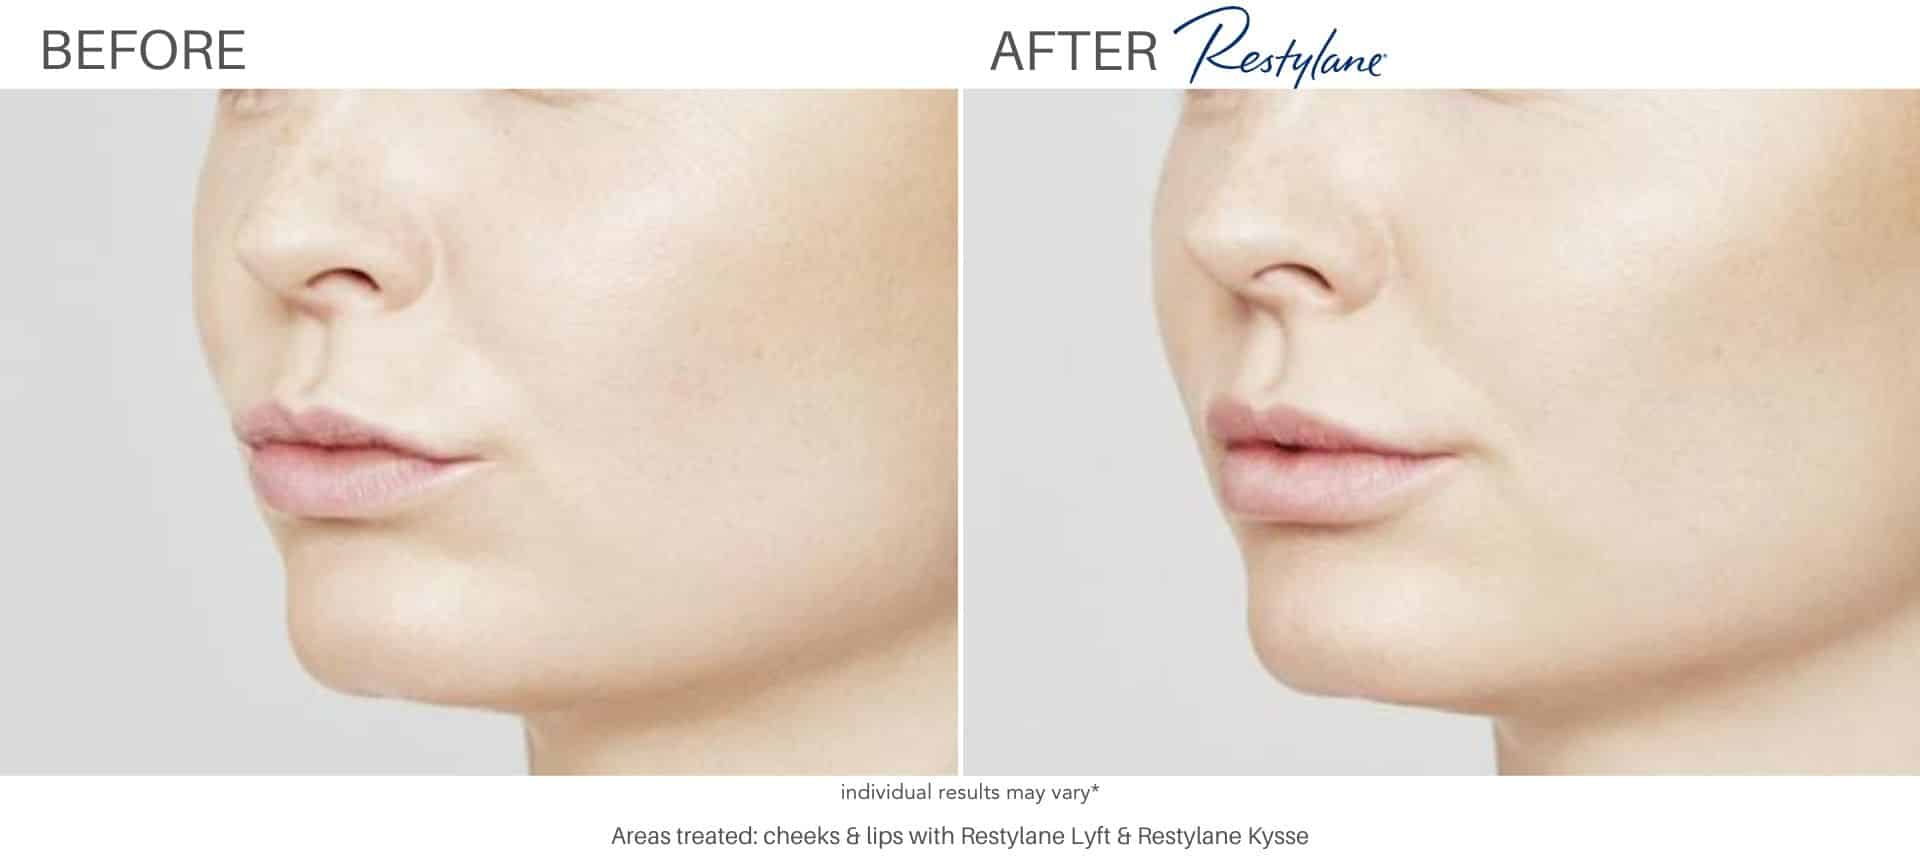 BEFORE
AFTER Restylane
individual results may vary*
Areas treated: cheeks & lips with Restylane Lyft & Restylane Kysse